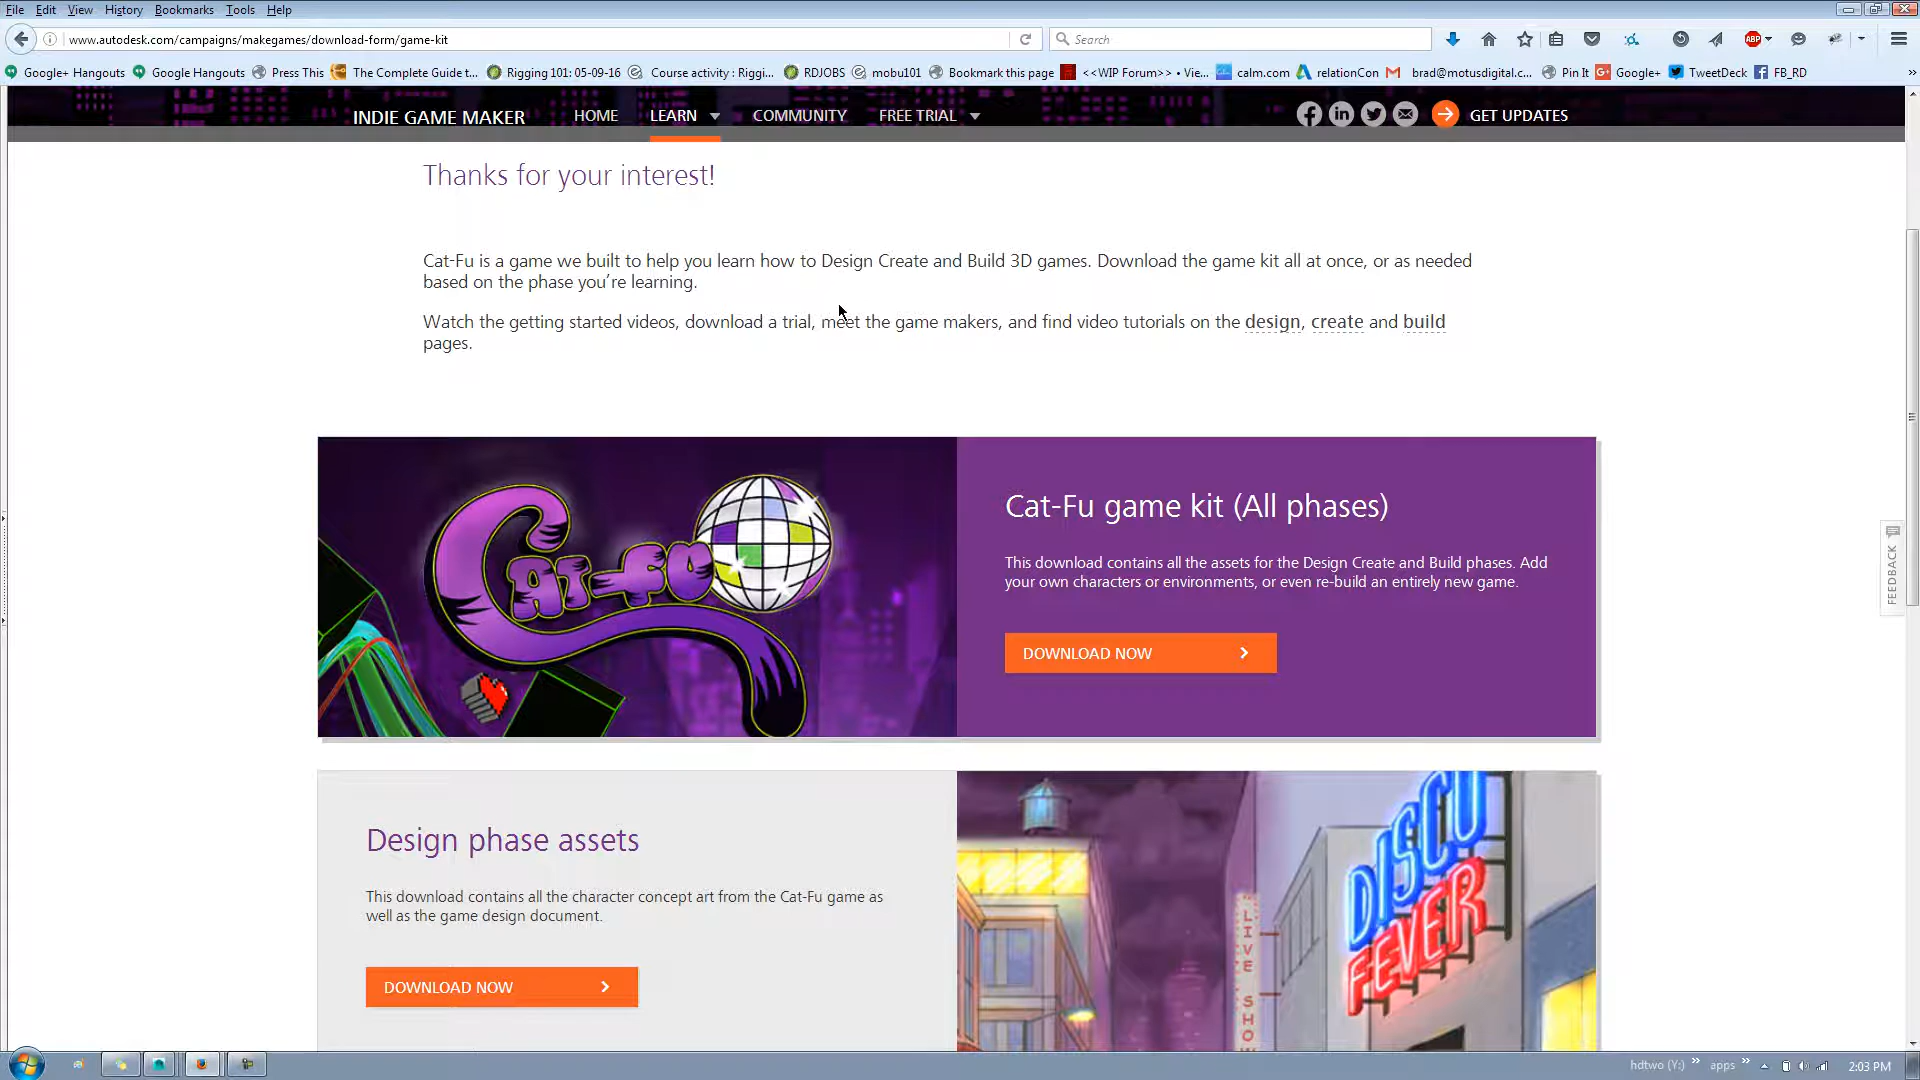 File Edit View History Bookmarks Tools Help
www.autodesk.com/campaigns/makegames/download-form/game-kit
Search
ABP
Google+ Hangouts Google Hangouts Press This The Complete Guide t... Rigging 101: 05-09-16 Course activity : Riggi... RDJOBS mobu101 Bookmark this page <<WIP Forum>> • Vie... calm.com relationCon brad@motusdigital.c... Pin It Google+ TweetDeck FB_RD
INDIE GAME MAKER HOME LEARN COMMUNITY FREE TRIAL GET UPDATES
Thanks for your interest!
Cat-Fu is a game we built to help you learn how to Design Create and Build 3D games. Download the game kit all at once, or as needed
based on the phase you're learning.
Watch the getting started videos, download a trial, meet the game makers, and find video tutorials on the design, create and build
pages.
CAT-FU
Cat-Fu game kit (All phases)
This download contains all the assets for the Design Create and Build phases. Add
your own characters or environments, or even re-build an entirely new game.
DOWNLOAD NOW
FEEDBACK
Design phase assets
This download contains all the character concept art from the Cat-Fu game as
well as the game design document.
DOWNLOAD NOW
DISCO
FEVER
LIVE SHOW
hdtwo (Y:) apps 2:03 PM